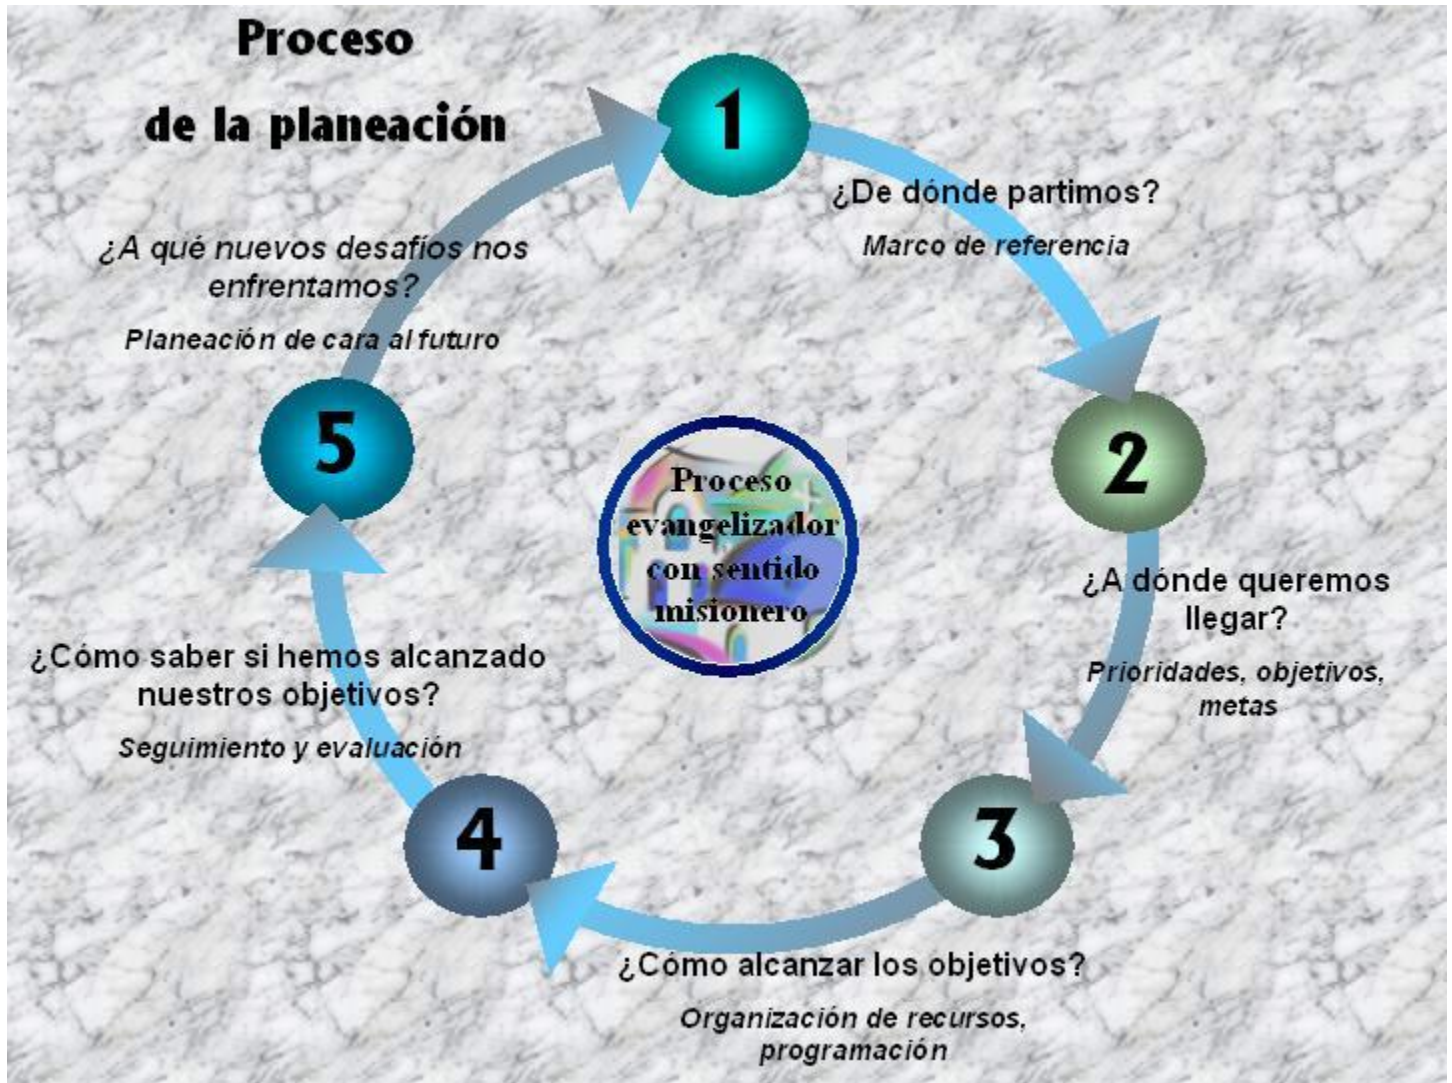 Proceso
de la planeación
1
¿De dónde partimos?
Marco de referencia
2
¿A dónde queremos
llegar?
Prioridades, objetivos,
metas
3
¿Cómo alcanzar los objetivos?
Organización de recursos,
programación
4
¿Cómo saber si hemos alcanzado
nuestros objetivos?
Seguimiento y evaluación
5
¿A qué nuevos desafíos nos
enfrentamos?
Planeación de cara al futuro
Proceso
evangelizador
con sentido
misionero